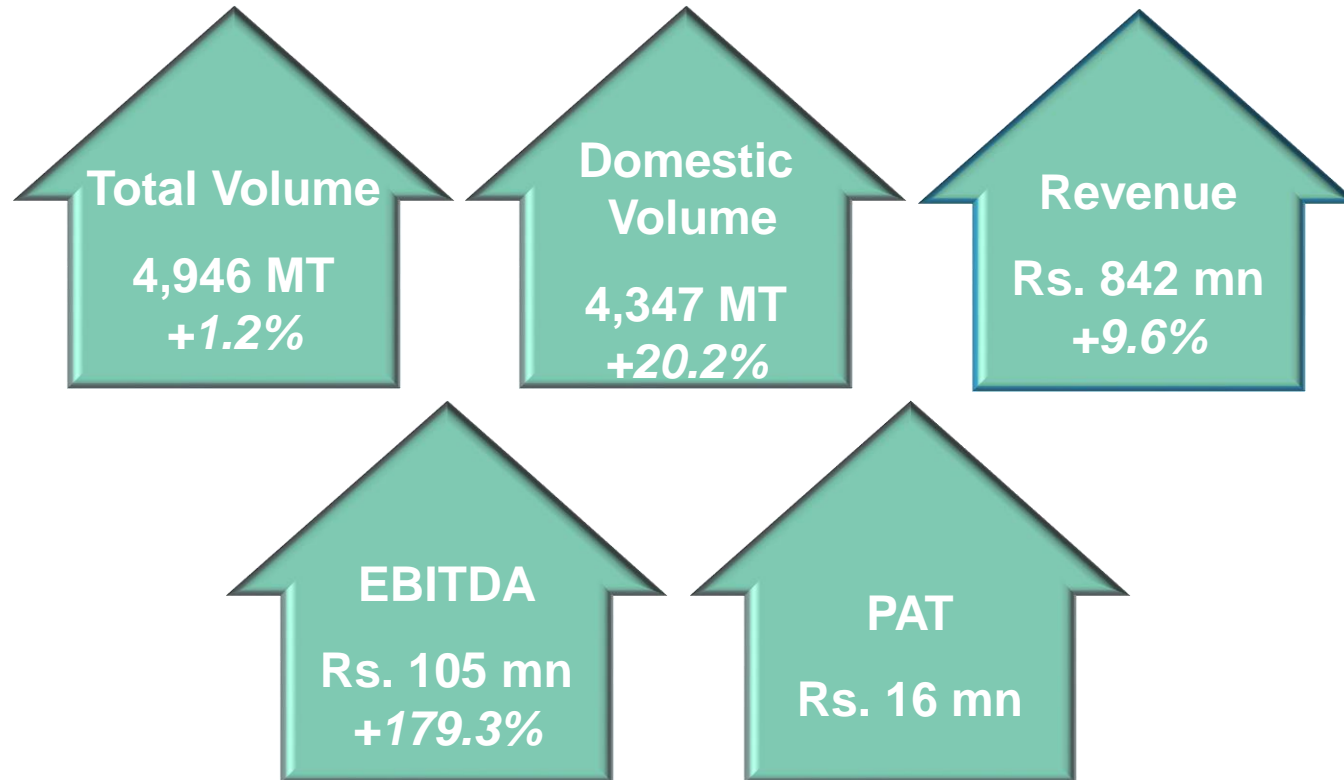 Total Volume
4,946 MT
+1.2%
Domestic
Volume
4,347 MT
+20.2%
Revenue
Rs. 842 mn
+9.6%
EBITDA
Rs. 105 mn
+179.3%
PAT
Rs. 16 mn